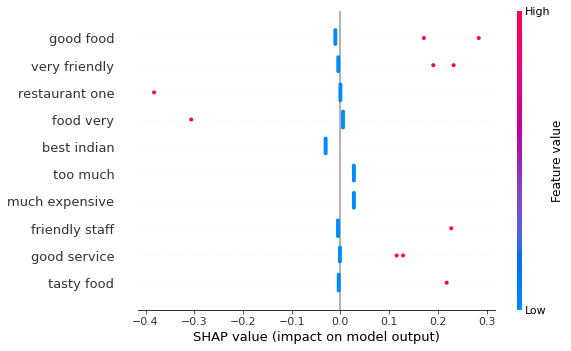 High
good food
very friendly
restaurant one
food very
best indian
too much
much expensive
friendly staff
good service
tasty food
Feature value
Low
−0.4 −0.3 −0.2 −0.1 0.0 0.1 0.2 0.3
SHAP value (impact on model output)